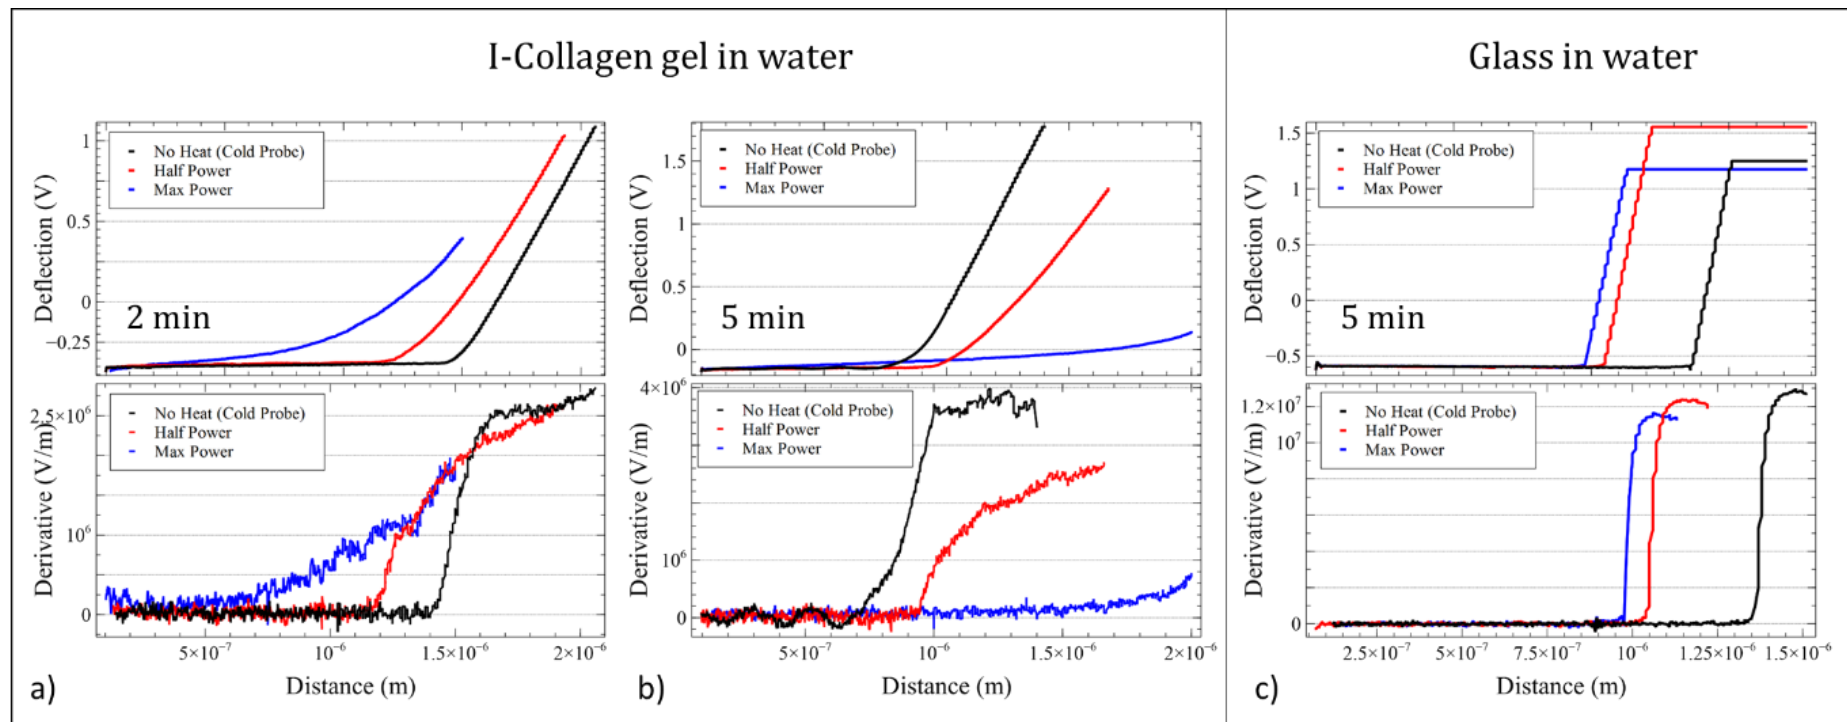 I-Collagen gel in water
Glass in water
No Heat (Cold Probe)
Half Power
Max Power
Deflection (V)
1
0.5
0
−0.25
2 min
No Heat (Cold Probe)
Half Power
Max Power
Derivative (V/m)
2.5×10⁶
10⁶
0
5×10⁻⁷
10⁻⁶
1.5×10⁻⁶
2×10⁻⁶
Distance (m)
a)
No Heat (Cold Probe)
Half Power
Max Power
Deflection (V)
1.5
1
0.5
0
5 min
No Heat (Cold Probe)
Half Power
Max Power
Derivative (V/m)
4×10⁶
10⁶
0
5×10⁻⁷
10⁻⁶
1.5×10⁻⁶
2×10⁻⁶
Distance (m)
b)
No Heat (Cold Probe)
Half Power
Max Power
Deflection (V)
1.5
1
0.5
0
−0.5
5 min
No Heat (Cold Probe)
Half Power
Max Power
Derivative (V/m)
1.2×10⁷
10⁷
0
2.5×10⁻⁷
5×10⁻⁷
7.5×10⁻⁷
10⁻⁶
1.25×10⁻⁶
1.5×10⁻⁶
Distance (m)
c)